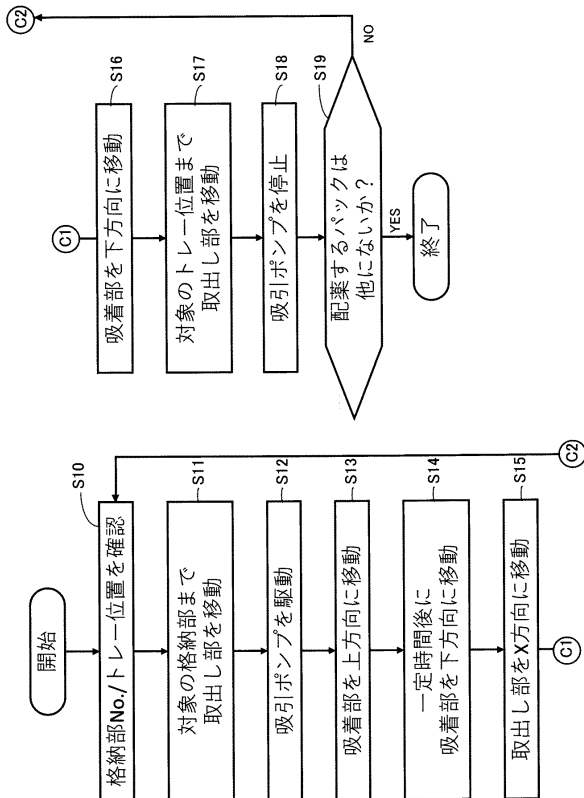 開始
S10
格納部No./トレー位置を確認
S11
対象の格納部まで
取出し部を移動
S12
吸引ポンプを駆動
S13
吸着部を上方向に移動
S14
一定時間後に
吸着部を下方向に移動
S15
取出し部をX方向に移動
C1
C2
C1
C2
S16
吸着部を下方向に移動
S17
対象のトレー位置まで
取出し部を移動
S18
吸引ポンプを停止
S19
配薬するパックは
他にないか?
NO
YES
終了